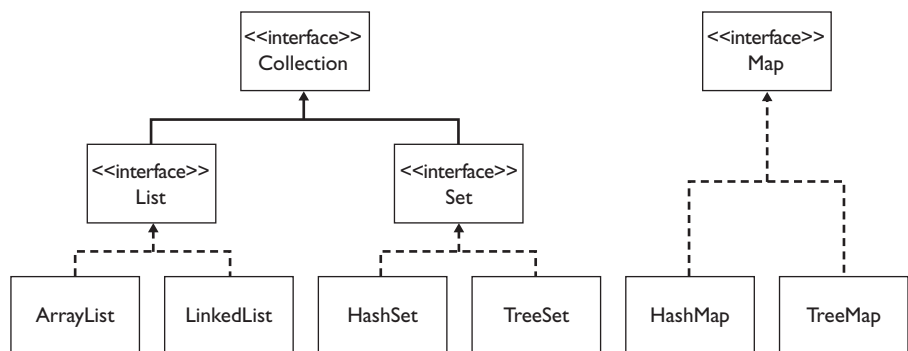 <<interface>>
Collection
<<interface>>
Map
<<interface>>
List
<<interface>>
Set
ArrayList
LinkedList
HashSet
TreeSet
HashMap
TreeMap